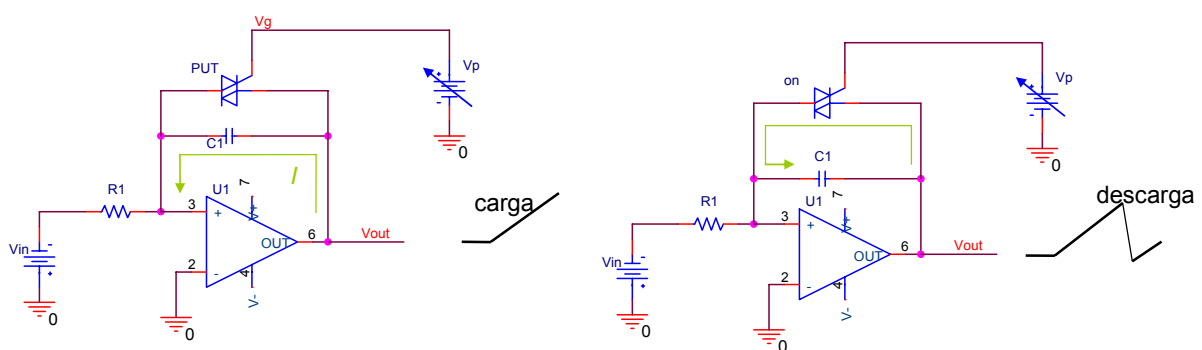 Vg
PUT
Vp
+
-
0
C1
I
R1
U1
3
+
7
V+
OUT
6
Vout
2
-
4
V-
Vin
-
+
0
0
carga
on
Vp
+
-
0
C1
R1
U1
3
+
7
V+
OUT
6
Vout
2
-
4
V-
Vin
-
+
0
0
descarga